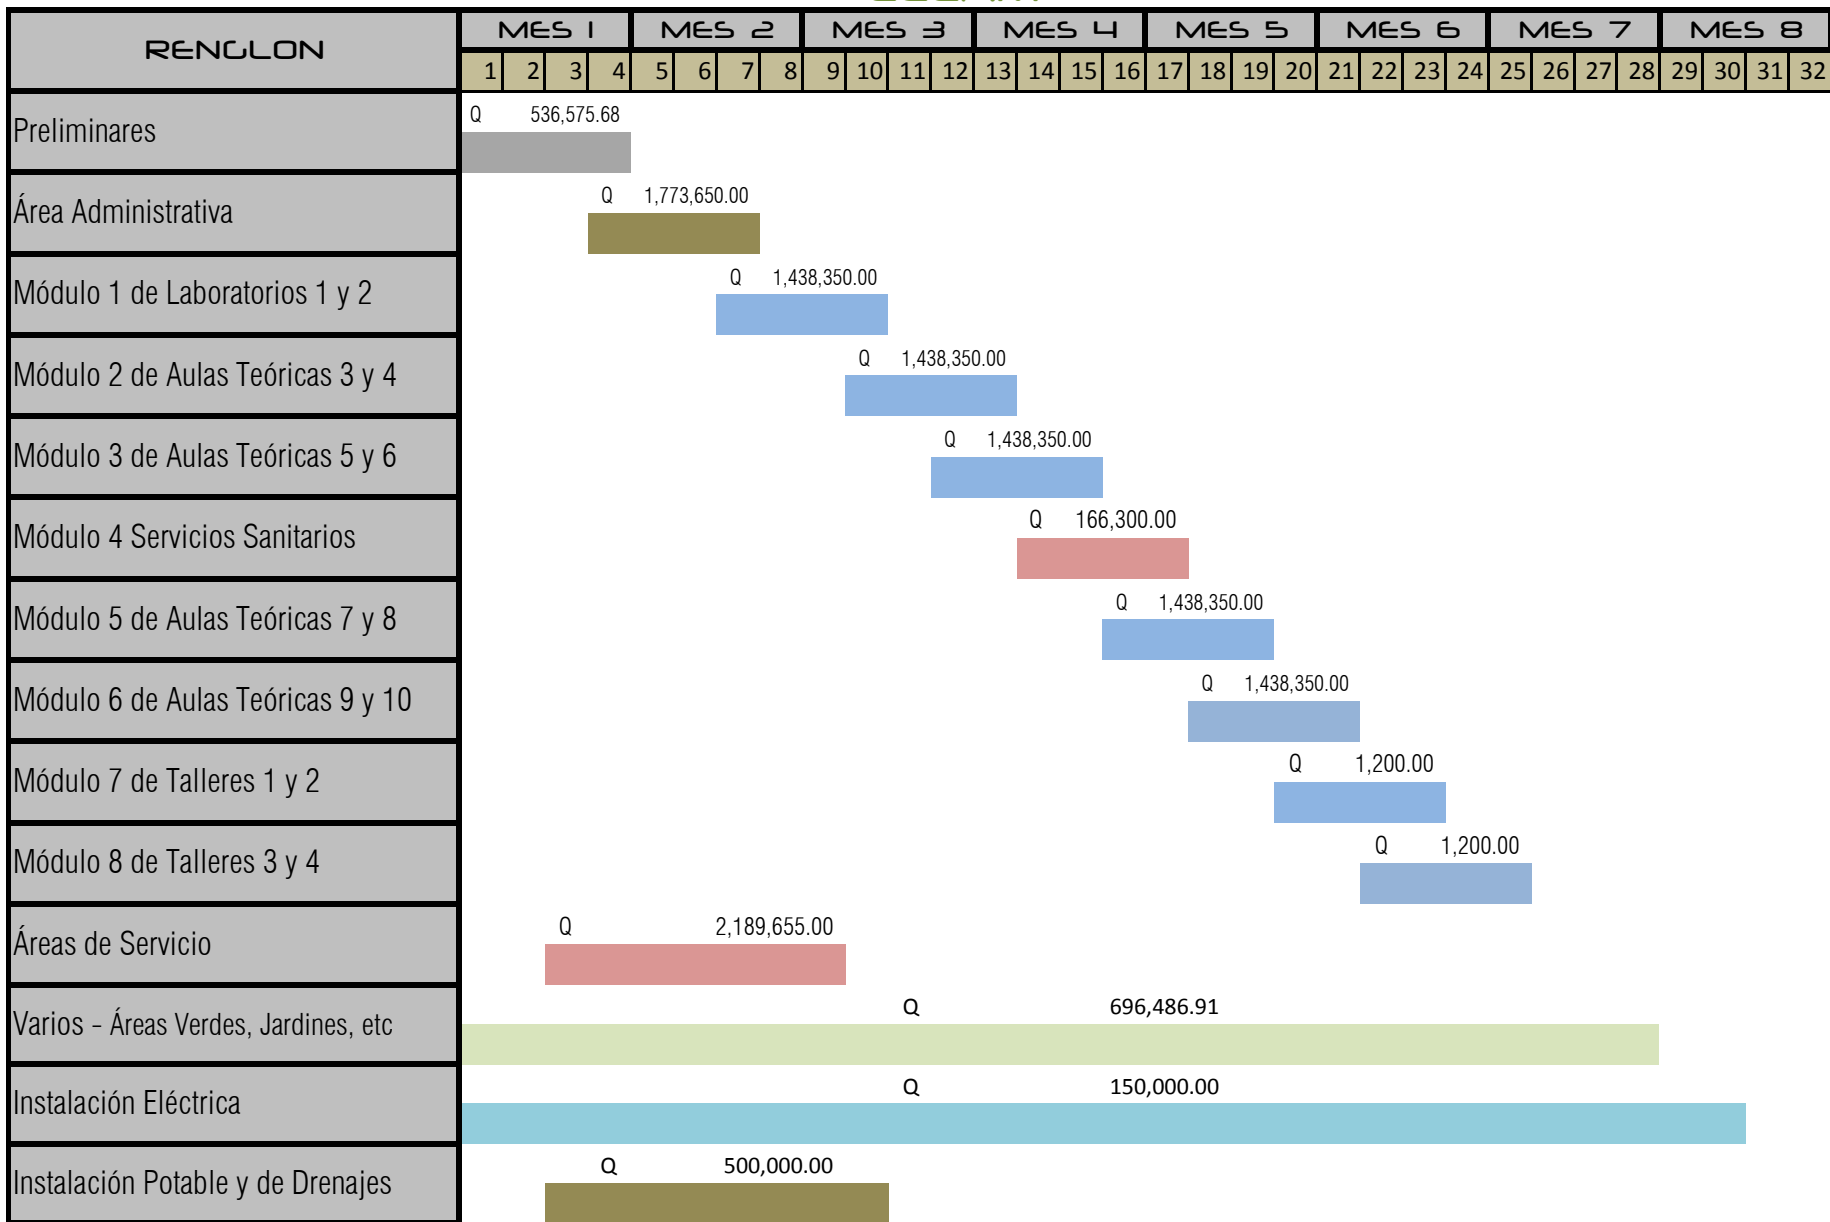 RENGLON MES 1 MES 2 MES 3 MES 4 MES 5 MES 6 MES 7 MES 8
1 2 3 4 5 6 7 8 9 10 11 12 13 14 15 16 17 18 19 20 21 22 23 24 25 26 27 28 29 30 31 32
Preliminares Q 536,575.68
Área Administrativa Q 1,773,650.00
Módulo 1 de Laboratorios 1 y 2 Q 1,438,350.00
Módulo 2 de Aulas Teóricas 3 y 4 Q 1,438,350.00
Módulo 3 de Aulas Teóricas 5 y 6 Q 1,438,350.00
Módulo 4 Servicios Sanitarios Q 166,300.00
Módulo 5 de Aulas Teóricas 7 y 8 Q 1,438,350.00
Módulo 6 de Aulas Teóricas 9 y 10 Q 1,438,350.00
Módulo 7 de Talleres 1 y 2 Q 1,200.00
Módulo 8 de Talleres 3 y 4 Q 1,200.00
Áreas de Servicio Q 2,189,655.00
Varios - Áreas Verdes, Jardines, etc Q 696,486.91
Instalación Eléctrica Q 150,000.00
Instalación Potable y de Drenajes Q 500,000.00